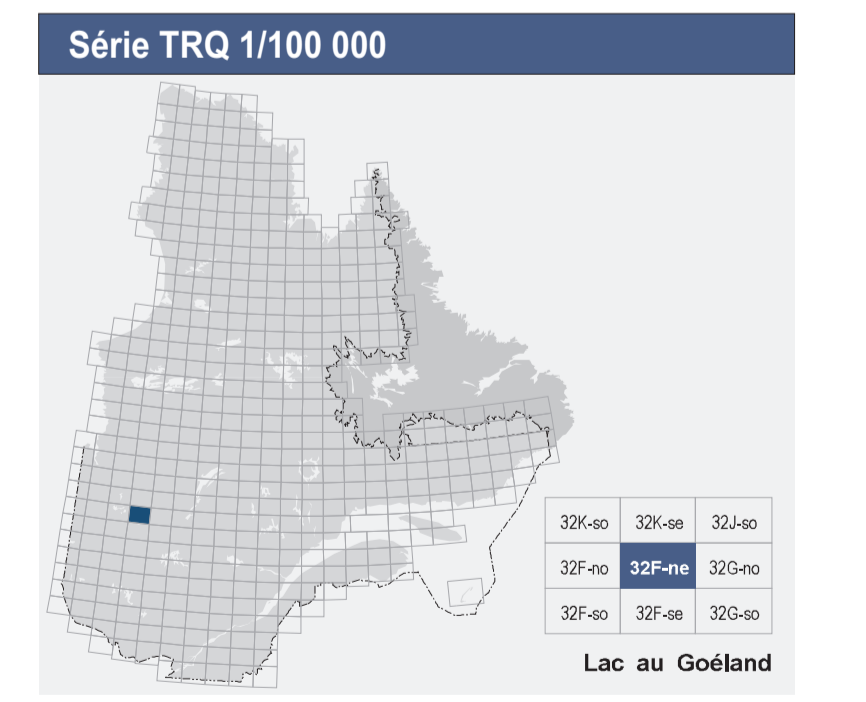 Série TRQ 1/100 000
32K-so 32K-se 32J-so
32F-no 32F-ne 32G-no
32F-so 32F-se 32G-so
Lac au Goéland